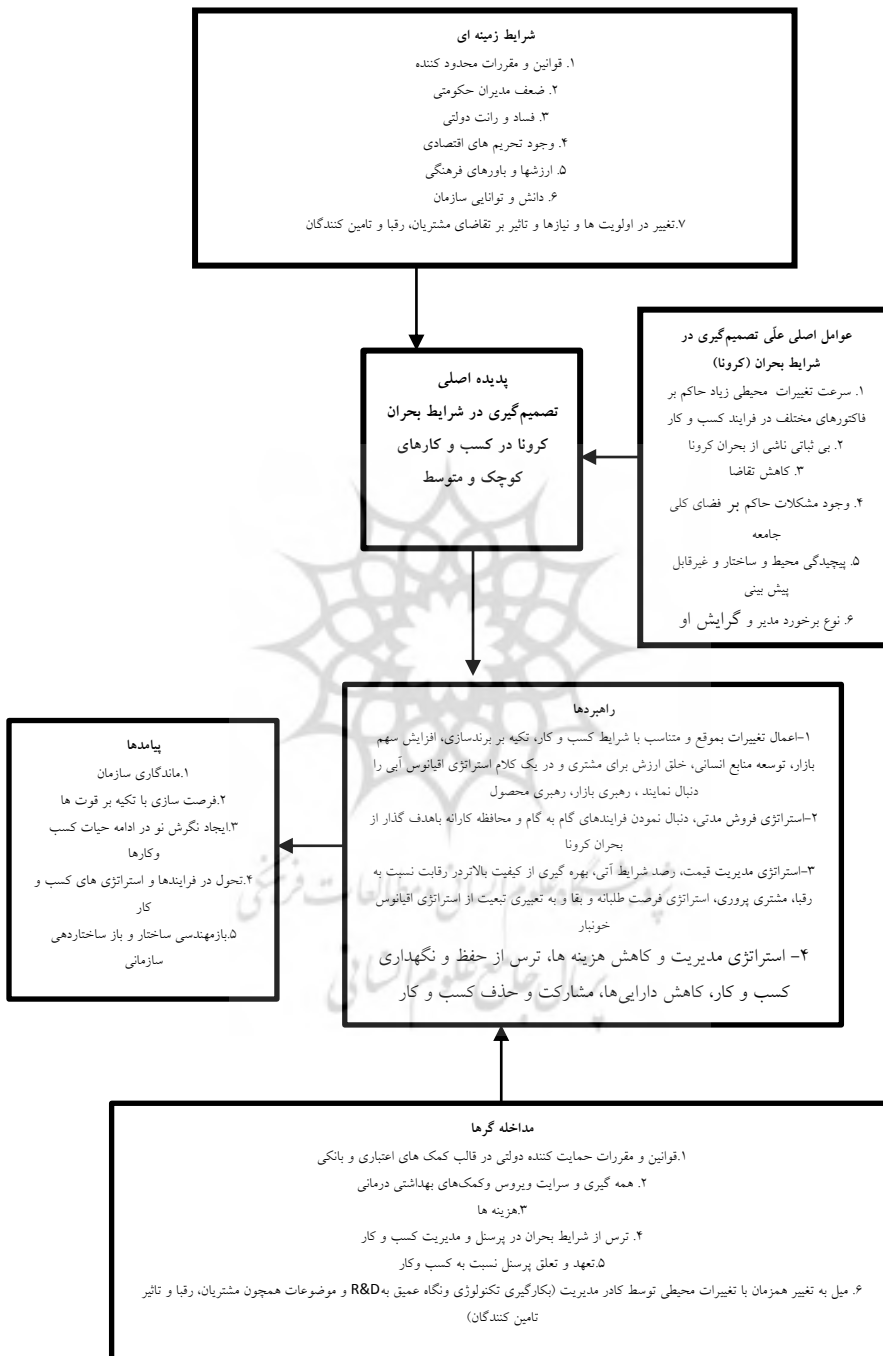 شرایط زمینه ای
۱. قوانین و مقررات محدود کننده
۲. ضعف مدیران حکومتی
۳. فساد و رانت دولتی
۴. وجود تحریم های اقتصادی
۵. ارزشها و باورهای فرهنگی
۶. دانش و توانایی سازمان
۷.تغییر در اولویت ها و نیازها و تاثیر بر تقاضای مشتریان، رقبا و تامین کنندگان
عوامل اصلی علّی تصمیم‌گیری در
شرایط بحران (کرونا)
۱. سرعت تغییرات محیطی زیاد حاکم بر
فاکتورهای مختلف در فرایند کسب و کار
۲. بی ثباتی ناشی از بحران کرونا
۳. کاهش تقاضا
۴. وجود مشکلات حاکم بر فضای کلی
جامعه
۵. پیچیدگی محیط و ساختار و غیرقابل
پیش بینی
۶. نوع برخورد مدیر و گرایش او
پدیده اصلی
تصمیم‌گیری در شرایط بحران
کرونا در کسب و کارهای
کوچک و متوسط
راهبردها
۱-اعمال تغییرات بموقع و متناسب با شرایط کسب و کار، تکیه بر برندسازی، افزایش سهم
بازار، توسعه منابع انسانی، خلق ارزش برای مشتری و در یک کلام استراتژی اقیانوس آبی را
دنبال نمایند ، رهبری بازار، رهبری محصول
۲-استراتژی فروش مدتی، دنبال نمودن فرایندهای گام به گام و محافظه کارانه باهدف گذار از
بحران کرونا
۳-استراتژی مدیریت قیمت، رصد شرایط آتی، بهره گیری از کیفیت بالاتردر رقابت نسبت به
رقبا، مشتری پروری، استراتژی فرصت طلبانه و بقا و به تعبیری تبعیت از استراتژی اقیانوس
خونبار
۴- استراتژی مدیریت و کاهش هزینه ها، ترس از حفظ و نگهداری
کسب و کار، کاهش دارایی‌ها، مشارکت و حذف کسب و کار
پیامدها
۱.ماندگاری سازمان
۲.فرصت سازی با تکیه بر قوت ها
۳.ایجاد نگرش نو در ادامه حیات کسب
وکارها
۴.تحول در فرایندها و استراتژی های کسب و
کار
۵.بازمهندسی ساختار و باز ساختاردهی
سازمانی
پژوهشگاه علوم انسانی و مطالعات فرهنگی
پرتال جامع علوم انسانی
مداخله گرها
۱.قوانین و مقررات حمایت کننده دولتی در قالب کمک های اعتباری و بانکی
۲. همه گیری و سرایت ویروس وکمک‌های بهداشتی درمانی
۳.هزینه ها
۴. ترس از شرایط بحران در پرسنل و مدیریت کسب و کار
۵.تعهد و تعلق پرسنل نسبت به کسب وکار
۶. میل به تغییر همزمان با تغییرات محیطی توسط کادر مدیریت (بکارگیری تکنولوژی ونگاه عمیق بهR&D و موضوعات همچون مشتریان، رقبا و تاثیر
تامین کنندگان)